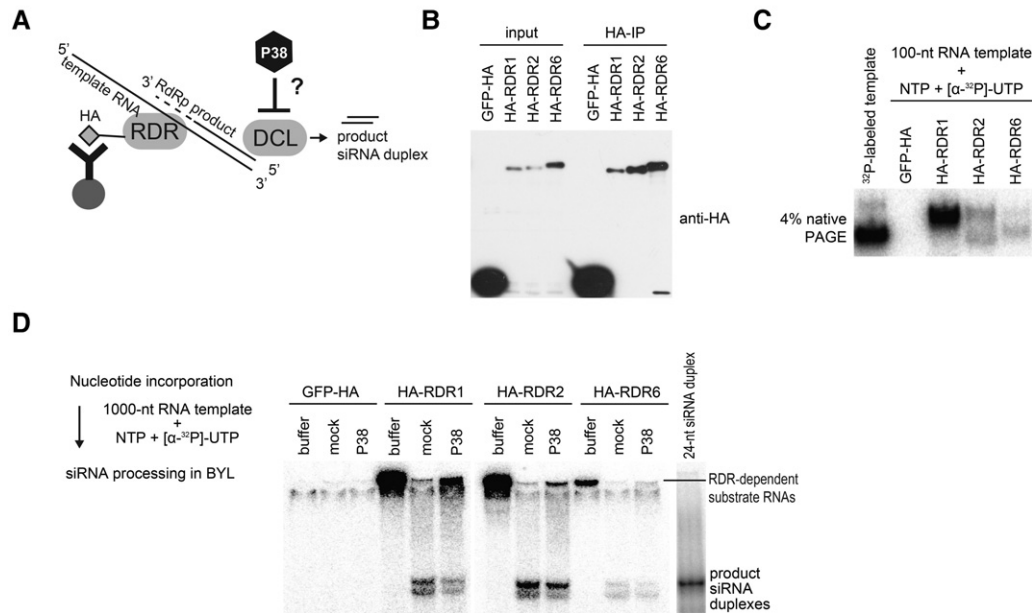 A
5'
template RNA
3' RdRp product
HA
RDR
P38
?
DCL
product
siRNA duplex
5'
3'
B
input
HA-IP
GFP-HA
HA-RDR1
HA-RDR2
HA-RDR6
GFP-HA
HA-RDR1
HA-RDR2
HA-RDR6
anti-HA
C
100-nt RNA template
+
NTP + [α-³²P]-UTP
³²P-labeled template
GFP-HA
HA-RDR1
HA-RDR2
HA-RDR6
4% native
PAGE
D
Nucleotide incorporation
1000-nt RNA template
+
NTP + [α-³²P]-UTP
siRNA processing in BYL
GFP-HA
HA-RDR1
HA-RDR2
HA-RDR6
buffer
mock
P38
buffer
mock
P38
buffer
mock
P38
buffer
mock
P38
24-nt siRNA duplex
RDR-dependent
substrate RNAs
product
siRNA
duplexes